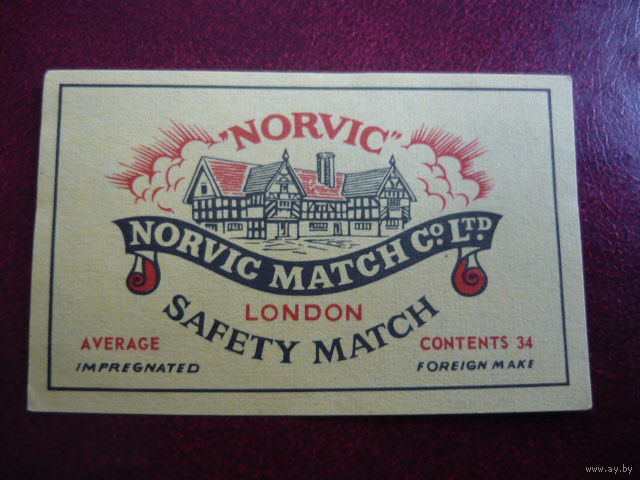 "NORVIC"
NORVIC MATCH Co. LTD.
LONDON
SAFETY MATCH
AVERAGE CONTENTS 34
IMPREGNATED FOREIGN MAKE
www.ay.by